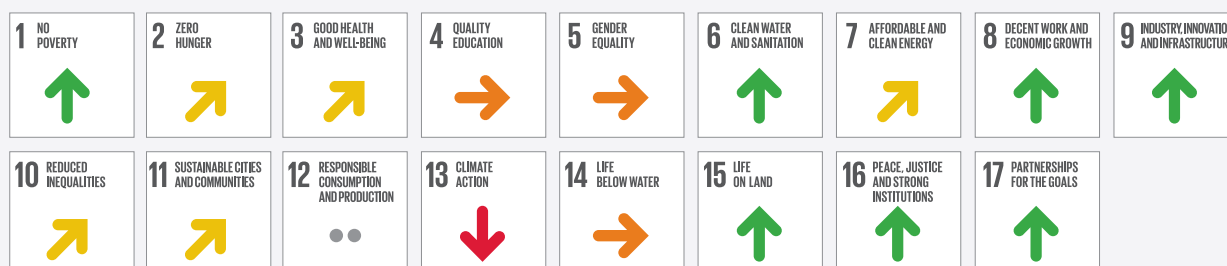 1 NO
POVERTY
2 ZERO
HUNGER
3 GOOD HEALTH
AND WELL-BEING
4 QUALITY
EDUCATION
5 GENDER
EQUALITY
6 CLEAN WATER
AND SANITATION
7 AFFORDABLE AND
CLEAN ENERGY
8 DECENT WORK AND
ECONOMIC GROWTH
9 INDUSTRY, INNOVATIO
AND INFRASTRUCTUR
10 REDUCED
INEQUALITIES
11 SUSTAINABLE CITIES
AND COMMUNITIES
12 RESPONSIBLE
CONSUMPTION
AND PRODUCTION
13 CLIMATE
ACTION
14 LIFE
BELOW WATER
15 LIFE
ON LAND
16 PEACE, JUSTICE
AND STRONG
INSTITUTIONS
17 PARTNERSHIPS
FOR THE GOALS